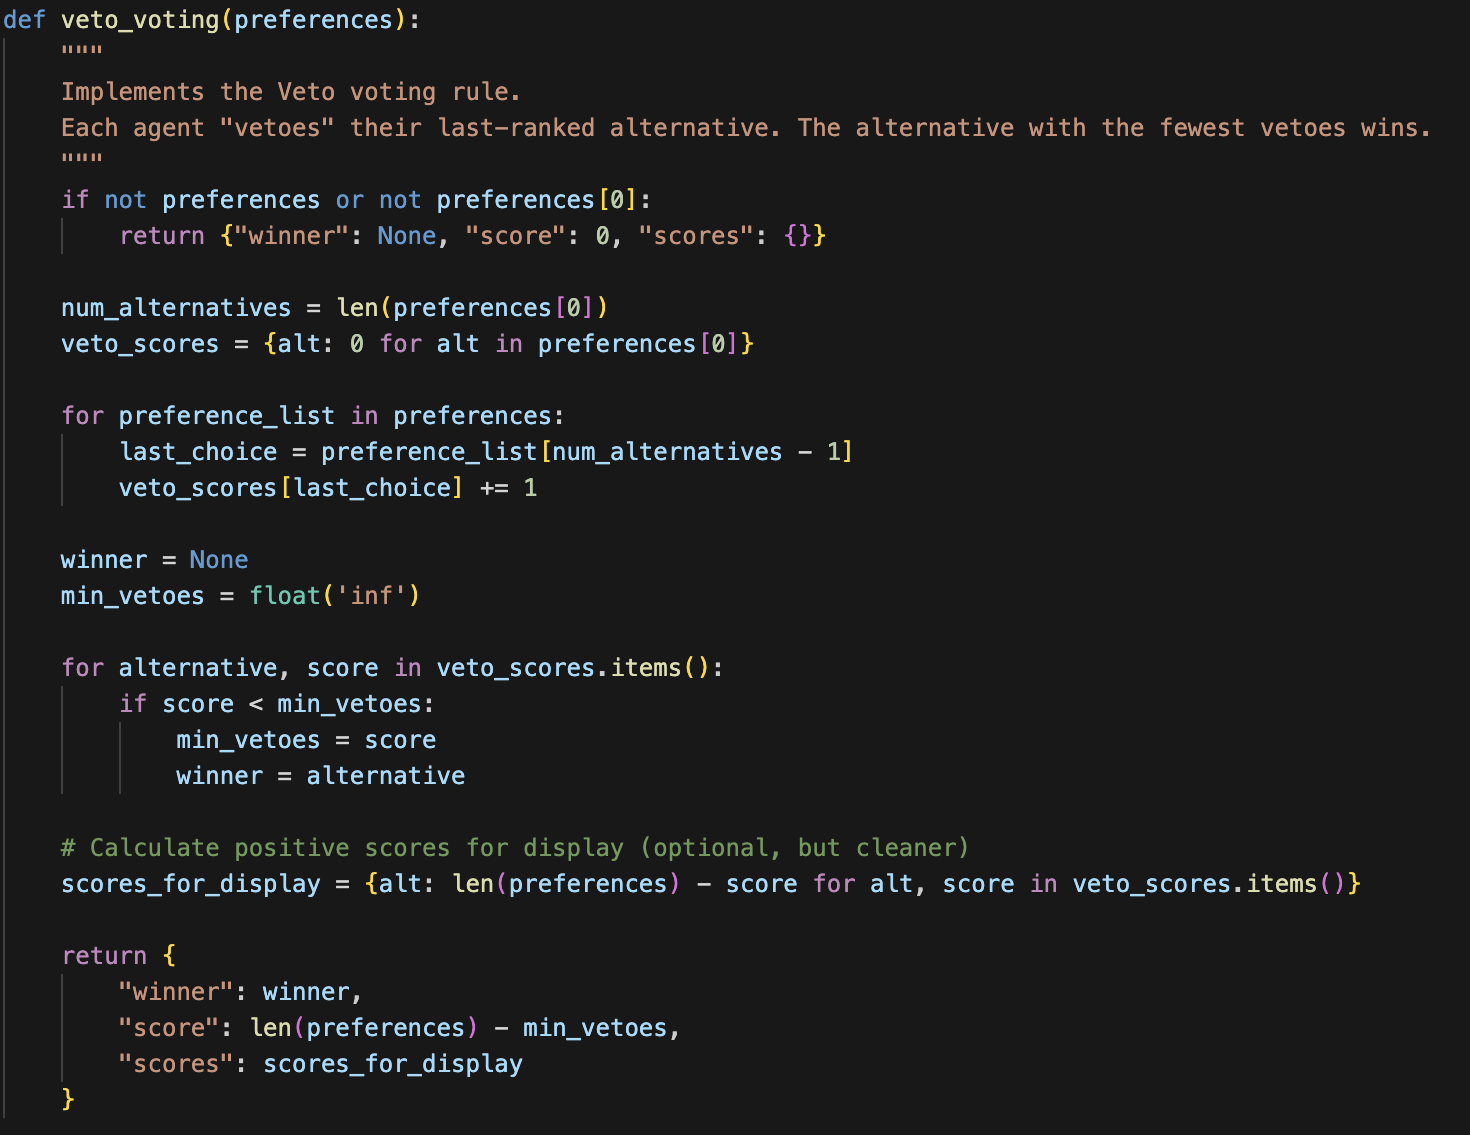 def veto_voting(preferences):
    """
    Implements the Veto voting rule.
    Each agent "vetoes" their last-ranked alternative. The alternative with the fewest vetoes wins.
    """
    if not preferences or not preferences[0]:
        return {"winner": None, "score": 0, "scores": {}}

    num_alternatives = len(preferences[0])
    veto_scores = {alt: 0 for alt in preferences[0]}

    for preference_list in preferences:
        last_choice = preference_list[num_alternatives - 1]
        veto_scores[last_choice] += 1

    winner = None
    min_vetoes = float('inf')

    for alternative, score in veto_scores.items():
        if score < min_vetoes:
            min_vetoes = score
            winner = alternative

    # Calculate positive scores for display (optional, but cleaner)
    scores_for_display = {alt: len(preferences) - score for alt, score in veto_scores.items()}

    return {
        "winner": winner,
        "score": len(preferences) - min_vetoes,
        "scores": scores_for_display
    }